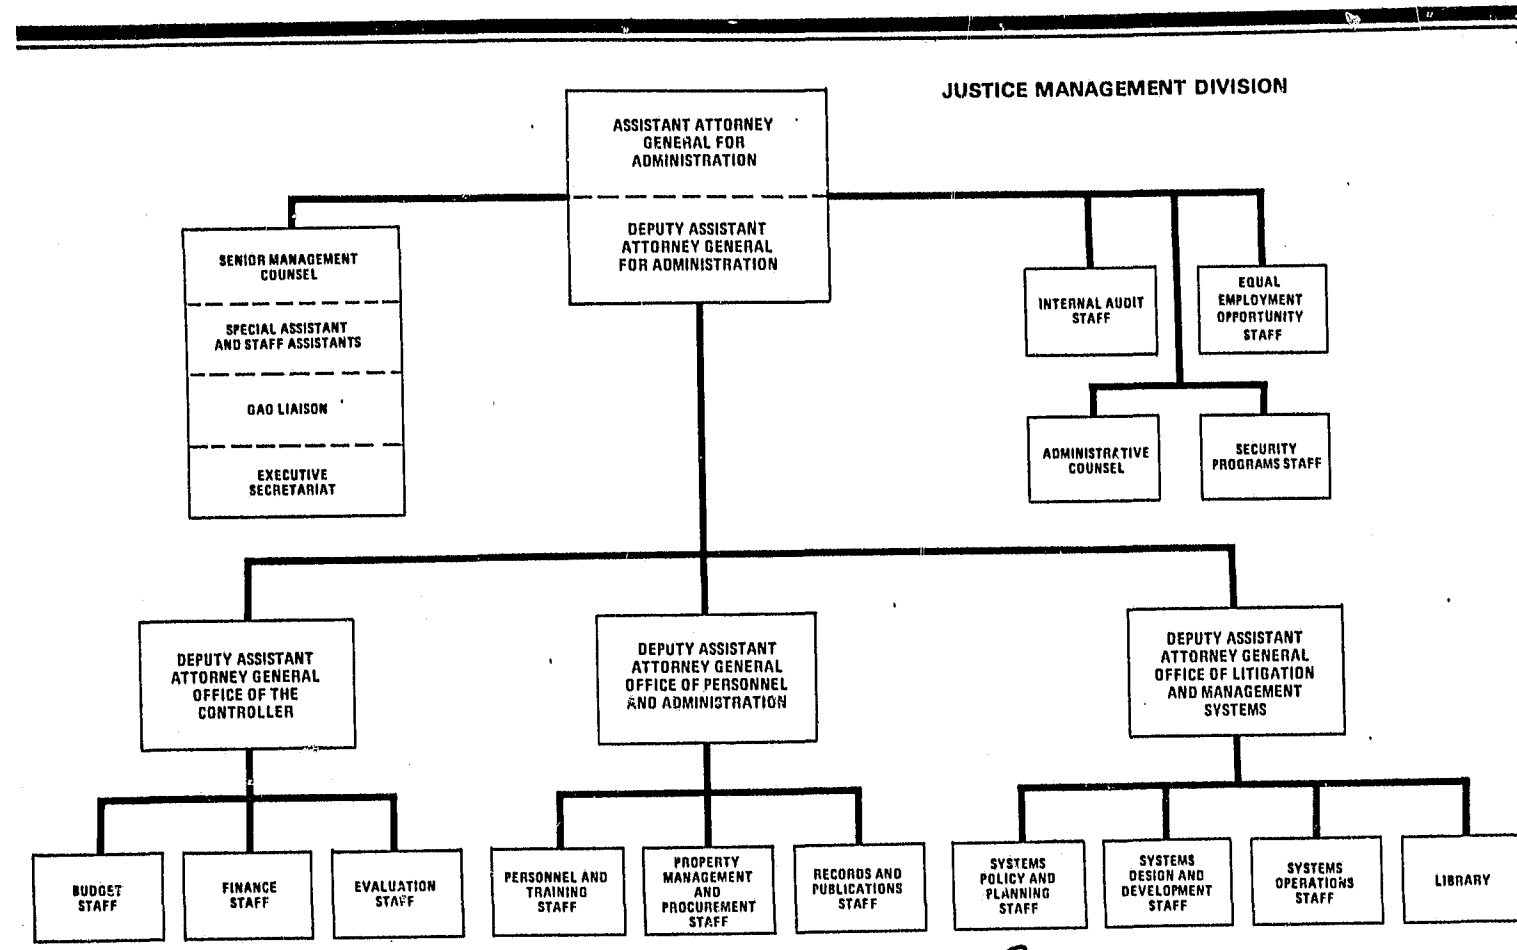 JUSTICE MANAGEMENT DIVISION
ASSISTANT ATTORNEY
GENERAL FOR
ADMINISTRATION
DEPUTY ASSISTANT
ATTORNEY GENERAL
FOR ADMINISTRATION
SENIOR MANAGEMENT
COUNSEL
SPECIAL ASSISTANT
AND STAFF ASSISTANTS
GAO LIAISON
EXECUTIVE
SECRETARIAT
INTERNAL AUDIT
STAFF
EQUAL
EMPLOYMENT
OPPORTUNITY
STAFF
ADMINISTRATIVE
COUNSEL
SECURITY
PROGRAMS STAFF
DEPUTY ASSISTANT
ATTORNEY GENERAL
OFFICE OF THE
CONTROLLER
DEPUTY ASSISTANT
ATTORNEY GENERAL
OFFICE OF PERSONNEL
AND ADMINISTRATION
DEPUTY ASSISTANT
ATTORNEY GENERAL
OFFICE OF LITIGATION
AND MANAGEMENT
SYSTEMS
BUDGET
STAFF
FINANCE
STAFF
EVALUATION
STAFF
PERSONNEL AND
TRAINING
STAFF
PROPERTY
MANAGEMENT
AND
PROCUREMENT
STAFF
RECORDS AND
PUBLICATIONS
STAFF
SYSTEMS
POLICY AND
PLANNING
STAFF
SYSTEMS
DESIGN AND
DEVELOPMENT
STAFF
SYSTEMS
OPERATIONS
STAFF
LIBRARY